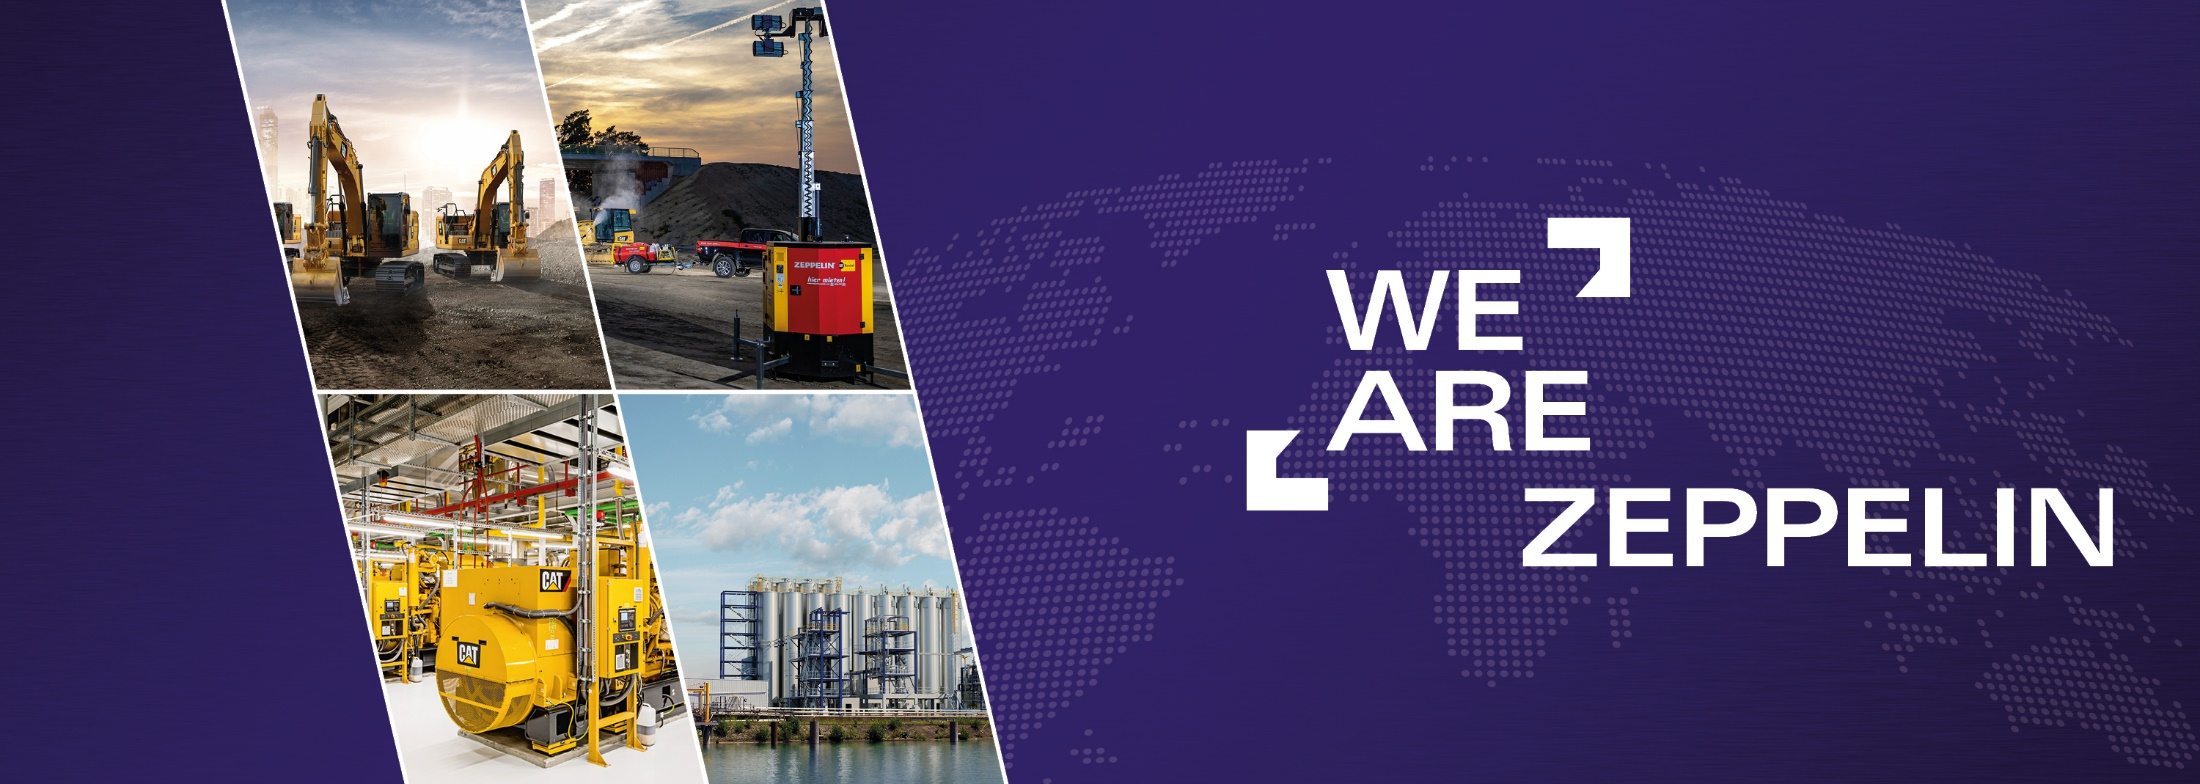 WE
ARE
ZEPPELIN
ZEPPELIN
hier mieten!
CAT
CAT